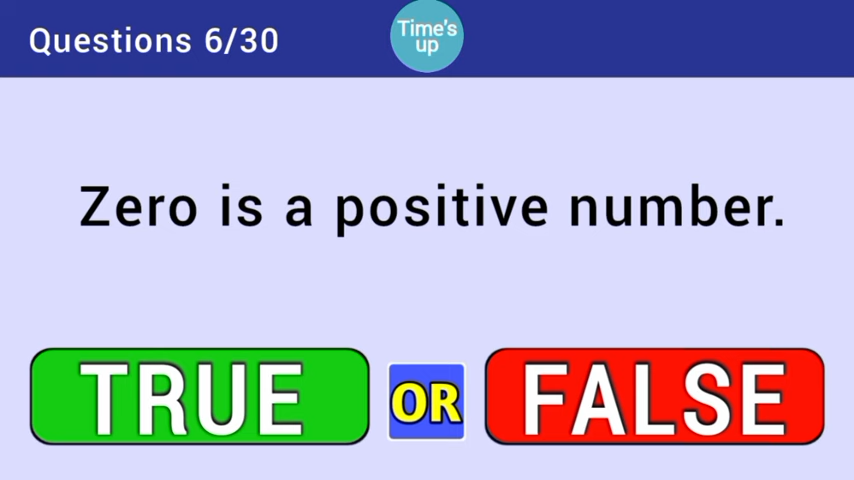 Questions 6/30
Time's
up
Zero is a positive number.
TRUE OR FALSE